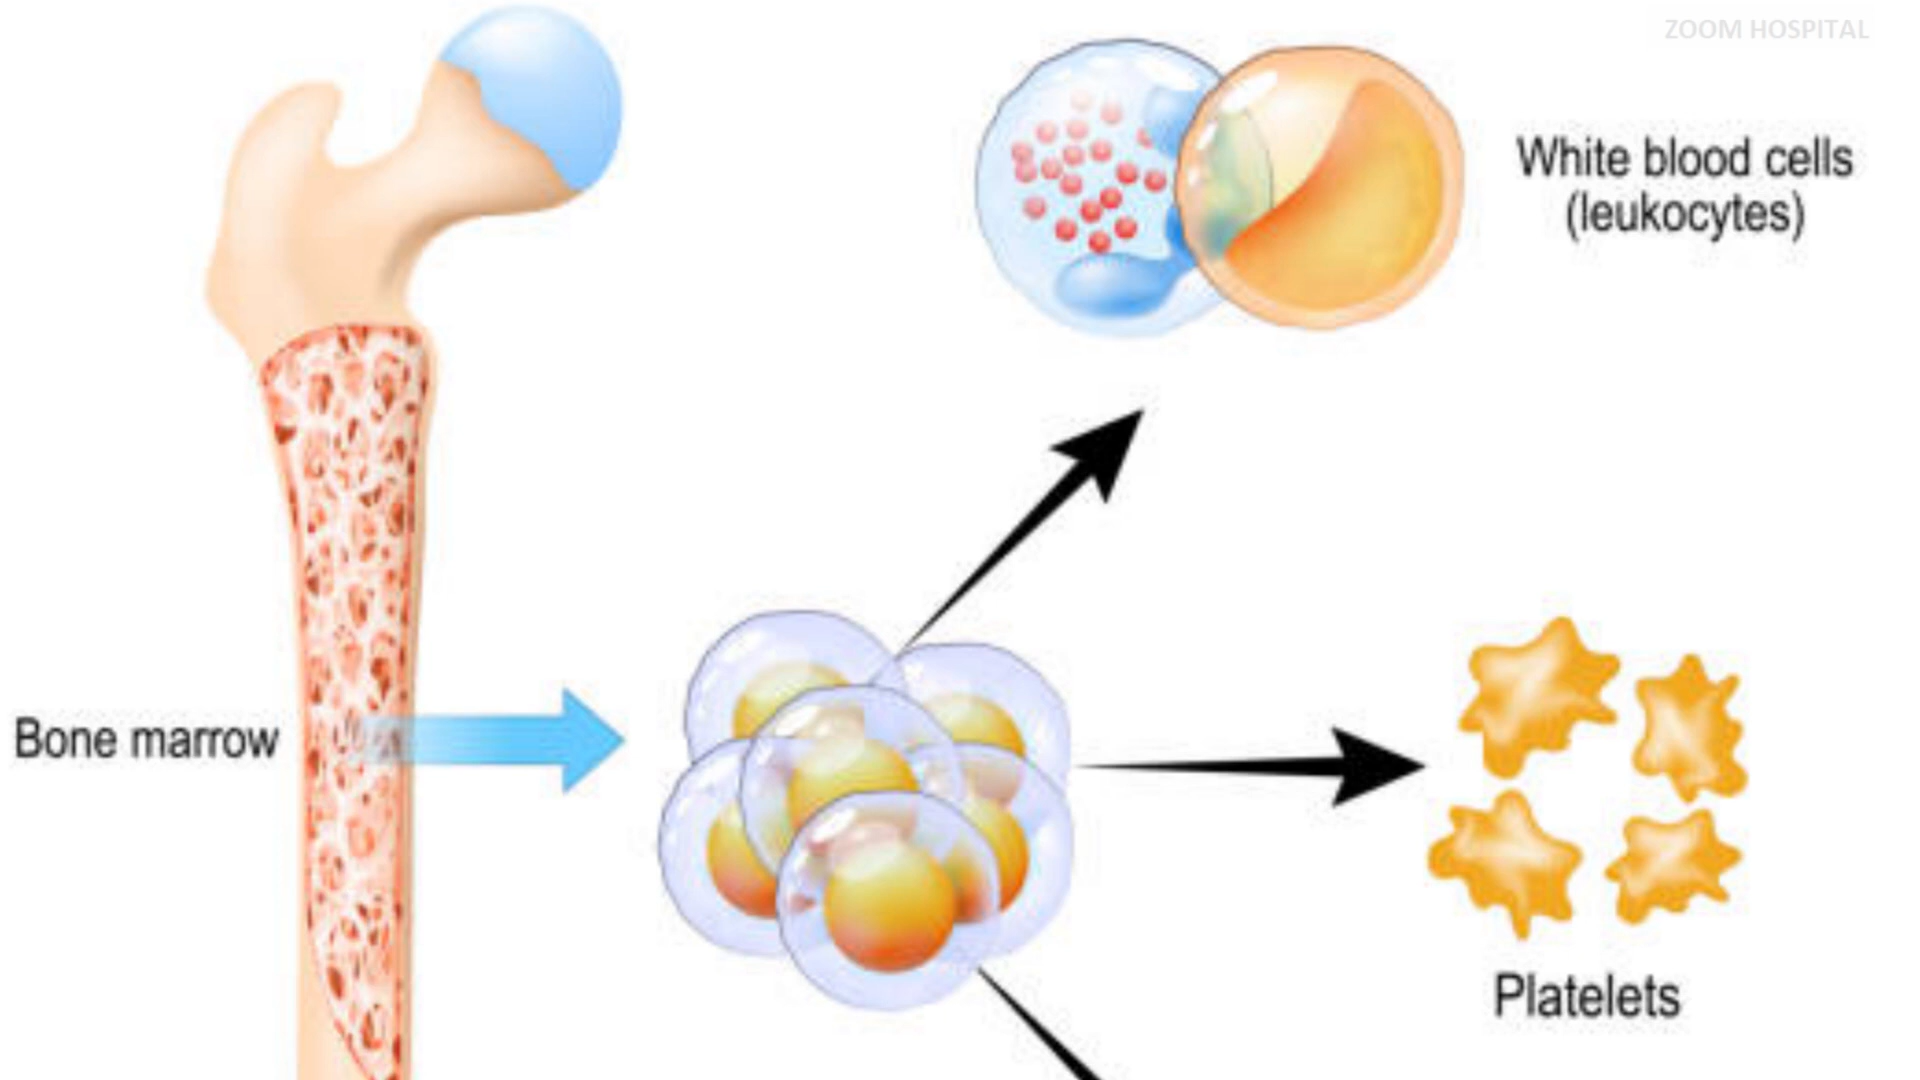 ZOOM HOSPITAL
White blood cells
(leukocytes)
Bone marrow
Platelets